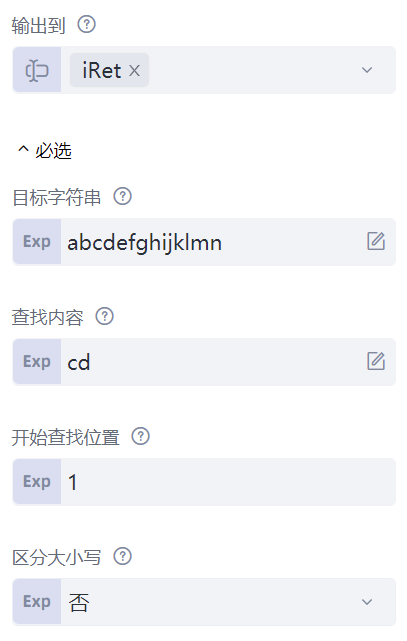 输出到
iRet
必选
目标字符串
Exp abcdefghijklmn
查找内容
Exp cd
开始查找位置
Exp 1
区分大小写
Exp 否